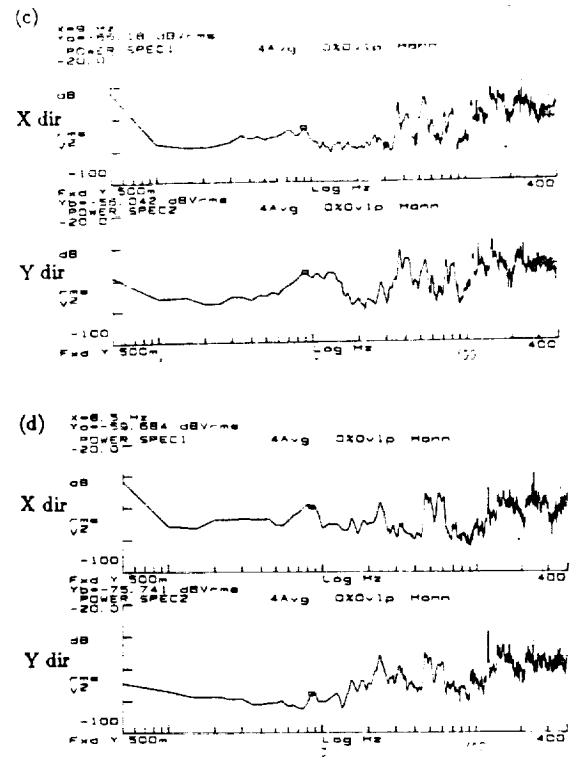 (c)
X=9 Hz
Ya=-66.18 dBVrms
POWER SPEC1 4Avg 0%Ovlp Hann
-20.0
dB
X dir
rms
V²
-100
Fxd Y 500m Log Hz 400
Yb=-56.042 dBVrms
POWER SPEC2 4Avg 0%Ovlp Hann
-20.0
dB
Y dir
rms
V²
-100
Fxd Y 500m Log Hz 400
(d)
X=8.5 Hz
Ya=-59.684 dBVrms
POWER SPEC1 4Avg 0%Ovlp Hann
-20.0
dB
X dir
rms
V²
-100
Fxd Y 500m Log Hz 400
Yb=-75.741 dBVrms
POWER SPEC2 4Avg 0%Ovlp Hann
-20.0
dB
Y dir
rms
V²
-100
Fxd Y 500m Log Hz 400